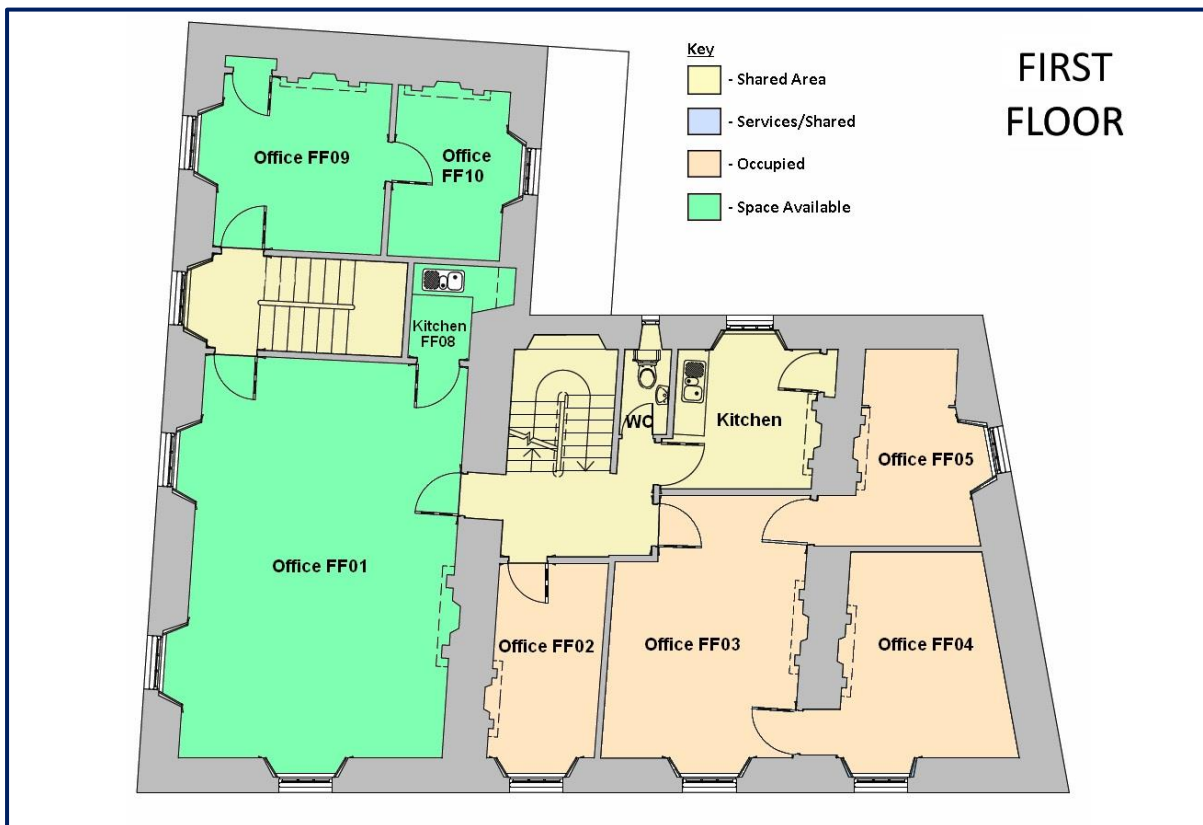 Key
- Shared Area
- Services/Shared
- Occupied
- Space Available
FIRST
FLOOR
Office FF09
Office
FF10
Kitchen
FF08
WC
Kitchen
Office FF05
Office FF01
Office FF02
Office FF03
Office FF04